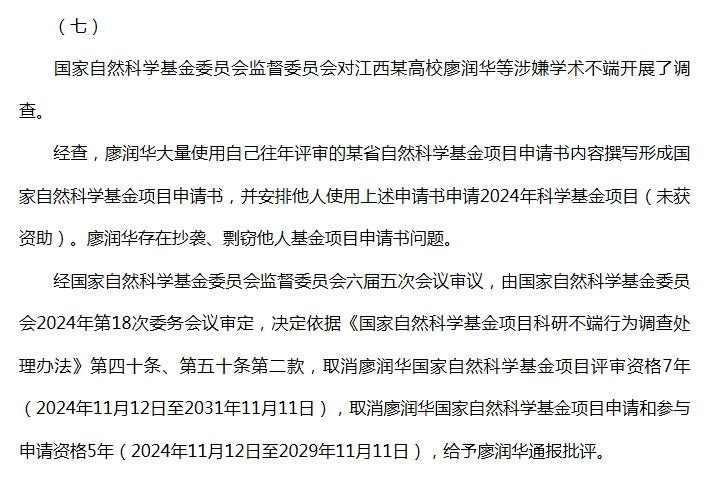 （七）
国家自然科学基金委员会监督委员会对江西某高校廖润华等涉嫌学术不端开展了调
查。
经查，廖润华大量使用自己往年评审的某省自然科学基金项目申请书内容撰写形成国
家自然科学基金项目申请书，并安排他人使用上述申请书申请2024年科学基金项目（未获
资助）。廖润华存在抄袭、剽窃他人基金项目申请书问题。
经国家自然科学基金委员会监督委员会六届五次会议审议，由国家自然科学基金委员
会2024年第18次委务会议审定，决定依据《国家自然科学基金项目科研不端行为调查处
理办法》第四十条、第五十条第二款，取消廖润华国家自然科学基金项目评审资格7年
（2024年11月12日至2031年11月11日），取消廖润华国家自然科学基金项目申请和参与
申请资格5年（2024年11月12日至2029年11月11日），给予廖润华通报批评。